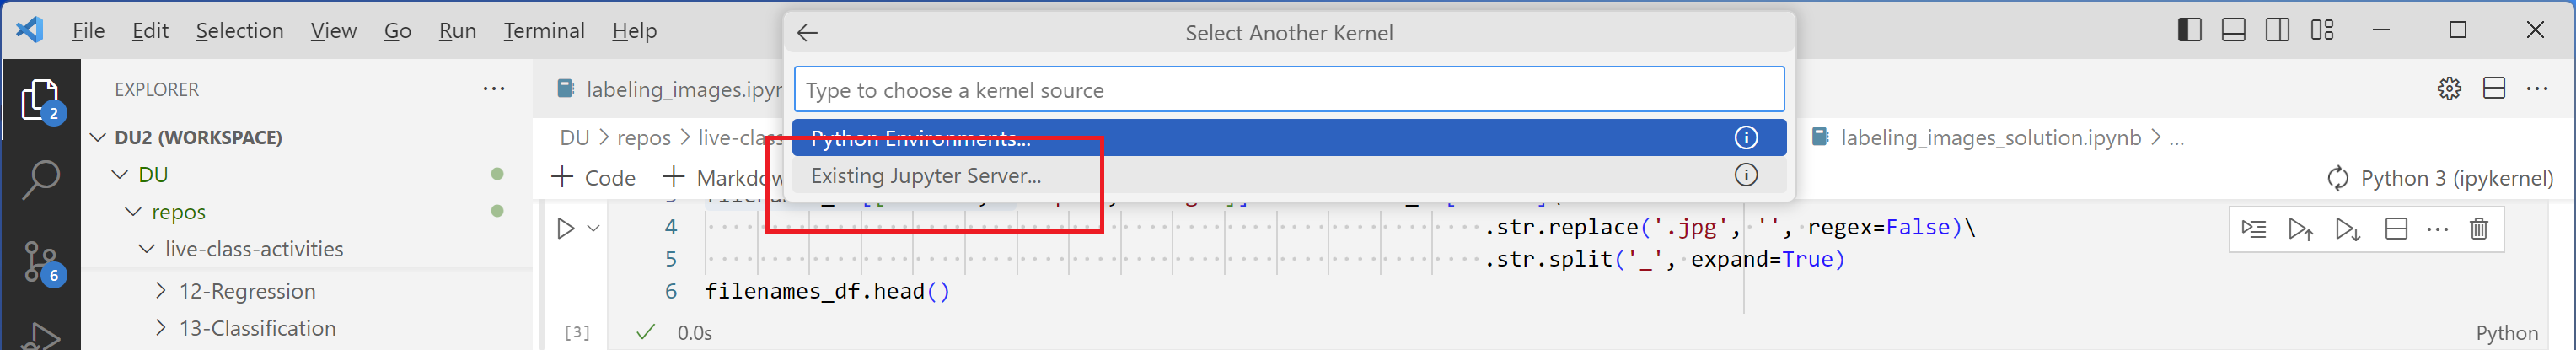 File Edit Selection View Go Run Terminal Help
Select Another Kernel
Type to choose a kernel source
Python Environments...
Existing Jupyter Server...
EXPLORER ...
2
DU2 (WORKSPACE)
DU
repos
live-class-activities
12-Regression
13-Classification
6
labeling_images.ipyn
DU > repos > live-class
labeling_images_solution.ipynb > ...
+ Code + Markdow
Python 3 (ipykernel)
4 .str.replace('.jpg', '', regex=False)\
5 .str.split('_', expand=True)
6 filenames_df.head()
[3] 0.0s
Python